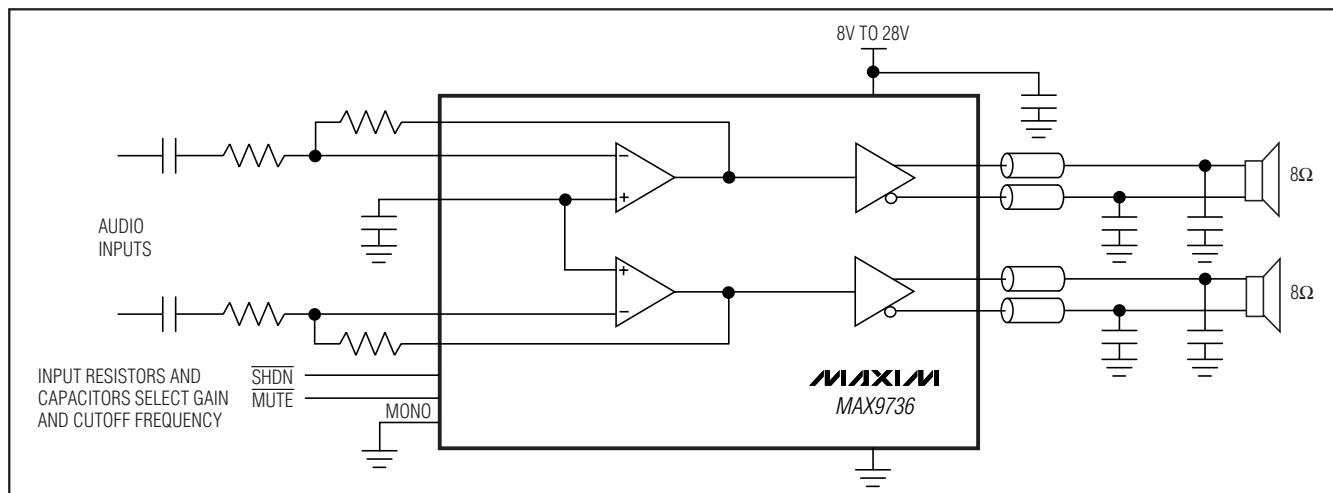 8V TO 28V
−
+
8Ω
AUDIO
INPUTS
+
−
8Ω
INPUT RESISTORS AND
CAPACITORS SELECT GAIN
AND CUTOFF FREQUENCY
SHDN
MUTE
MONO
MAXIM
MAX9736